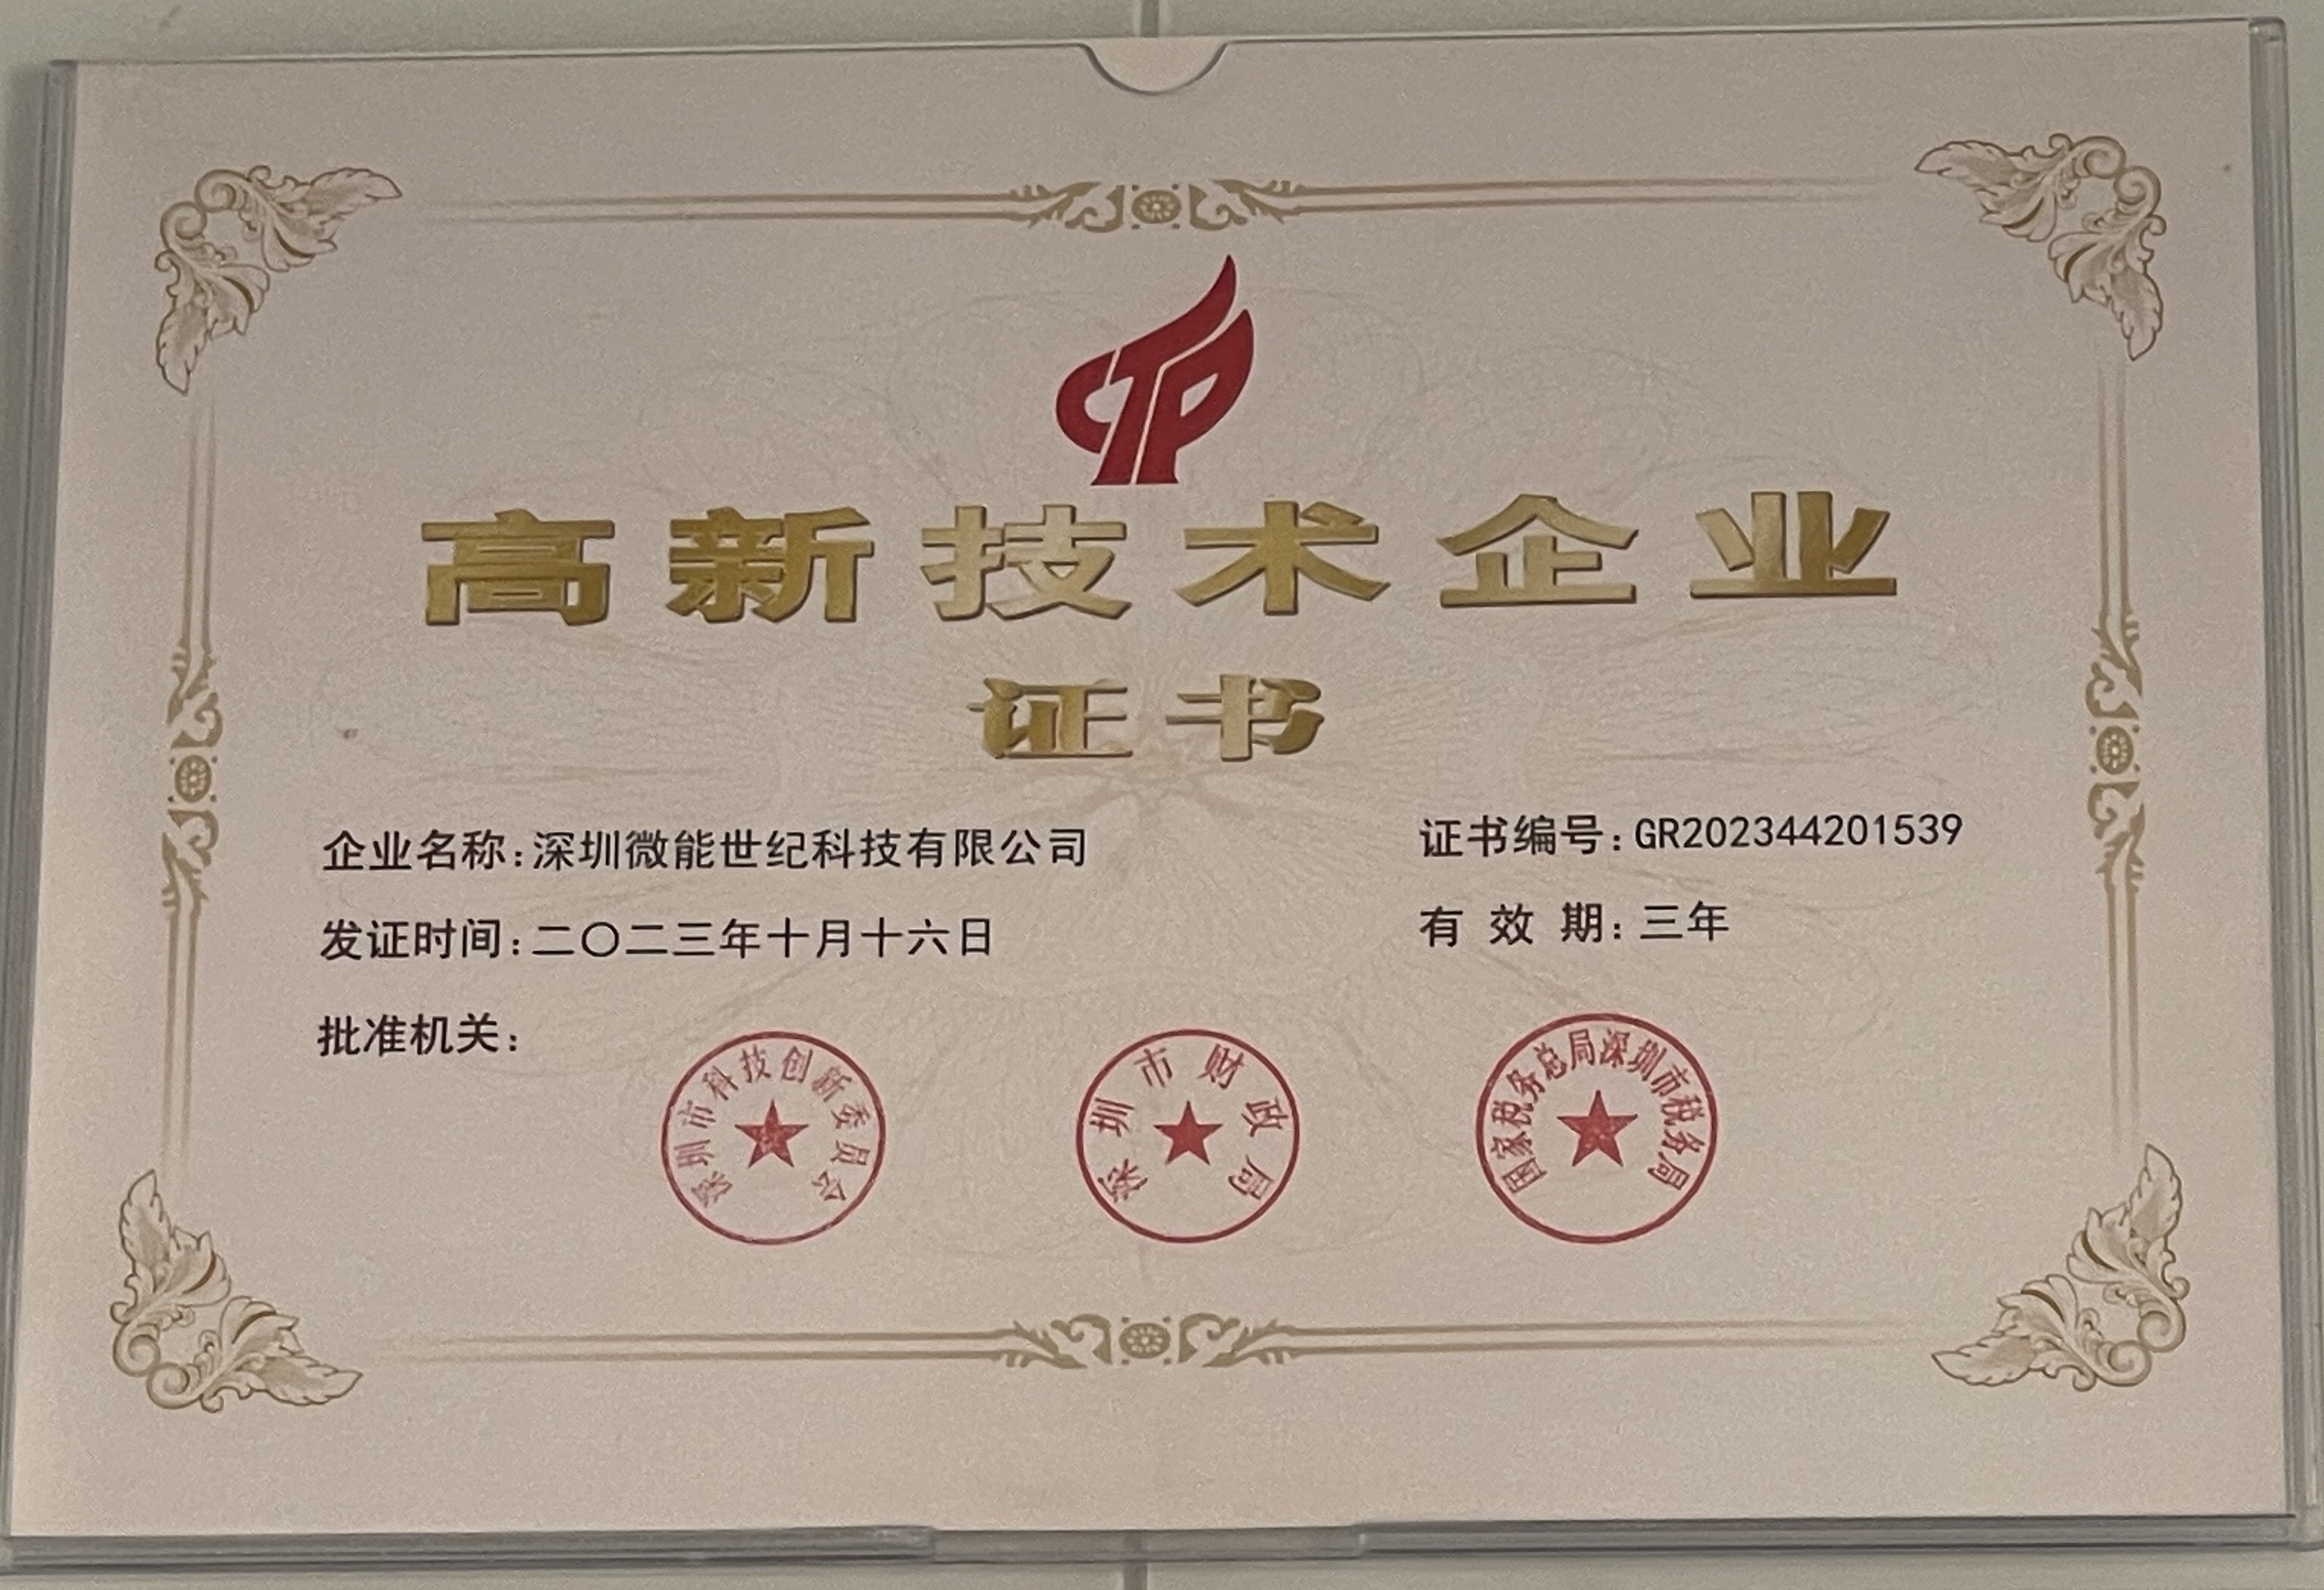 CTP
高新技术企业
证书
企业名称:深圳微能世纪科技有限公司
证书编号:GR202344201539
发证时间:二〇二三年十月十六日
有 效 期:三年
批准机关:
深圳市科技创新委员会
深圳市财政局
国家税务总局深圳市税务局